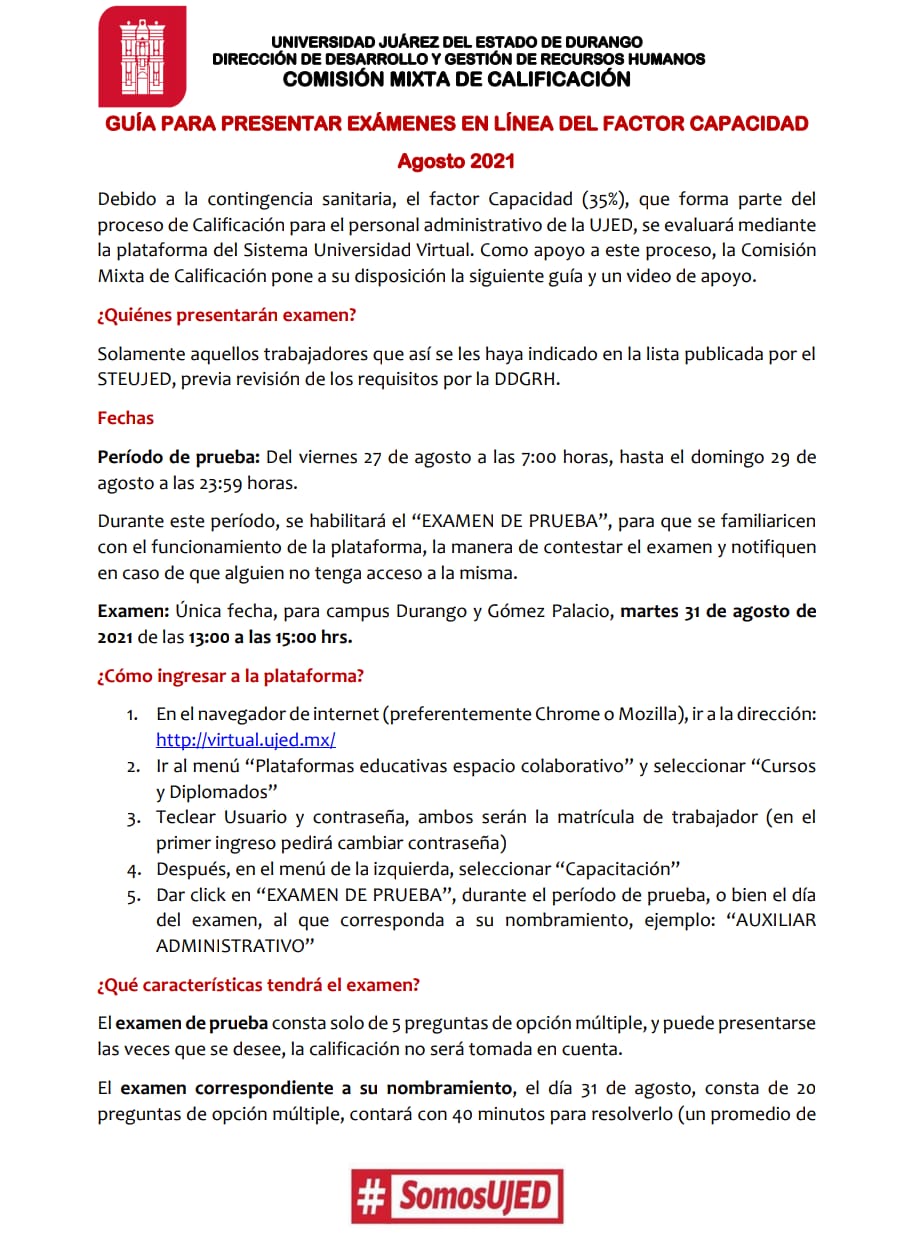 UNIVERSIDAD JUÁREZ DEL ESTADO DE DURANGO
DIRECCIÓN DE DESARROLLO Y GESTIÓN DE RECURSOS HUMANOS
COMISIÓN MIXTA DE CALIFICACIÓN
GUÍA PARA PRESENTAR EXÁMENES EN LÍNEA DEL FACTOR CAPACIDAD
Agosto 2021
Debido a la contingencia sanitaria, el factor Capacidad (35%), que forma parte del
proceso de Calificación para el personal administrativo de la UJED, se evaluará mediante
la plataforma del Sistema Universidad Virtual. Como apoyo a este proceso, la Comisión
Mixta de Calificación pone a su disposición la siguiente guía y un video de apoyo.
¿Quiénes presentarán examen?
Solamente aquellos trabajadores que así se les haya indicado en la lista publicada por el
STEUJED, previa revisión de los requisitos por la DDGRH.
Fechas
Período de prueba: Del viernes 27 de agosto a las 7:00 horas, hasta el domingo 29 de
agosto a las 23:59 horas.
Durante este período, se habilitará el “EXAMEN DE PRUEBA”, para que se familiaricen
con el funcionamiento de la plataforma, la manera de contestar el examen y notifiquen
en caso de que alguien no tenga acceso a la misma.
Examen: Única fecha, para campus Durango y Gómez Palacio, martes 31 de agosto de
2021 de las 13:00 a las 15:00 hrs.
¿Cómo ingresar a la plataforma?
1. En el navegador de internet (preferentemente Chrome o Mozilla), ir a la dirección:
http://virtual.ujed.mx/
2. Ir al menú “Plataformas educativas espacio colaborativo” y seleccionar “Cursos
y Diplomados”
3. Teclear Usuario y contraseña, ambos serán la matrícula de trabajador (en el
primer ingreso pedirá cambiar contraseña)
4. Después, en el menú de la izquierda, seleccionar “Capacitación”
5. Dar click en “EXAMEN DE PRUEBA”, durante el período de prueba, o bien el día
del examen, al que corresponda a su nombramiento, ejemplo: “AUXILIAR
ADMINISTRATIVO”
¿Qué características tendrá el examen?
El examen de prueba consta solo de 5 preguntas de opción múltiple, y puede presentarse
las veces que se desee, la calificación no será tomada en cuenta.
El examen correspondiente a su nombramiento, el día 31 de agosto, consta de 20
preguntas de opción múltiple, contará con 40 minutos para resolverlo (un promedio de
# SomosUJED